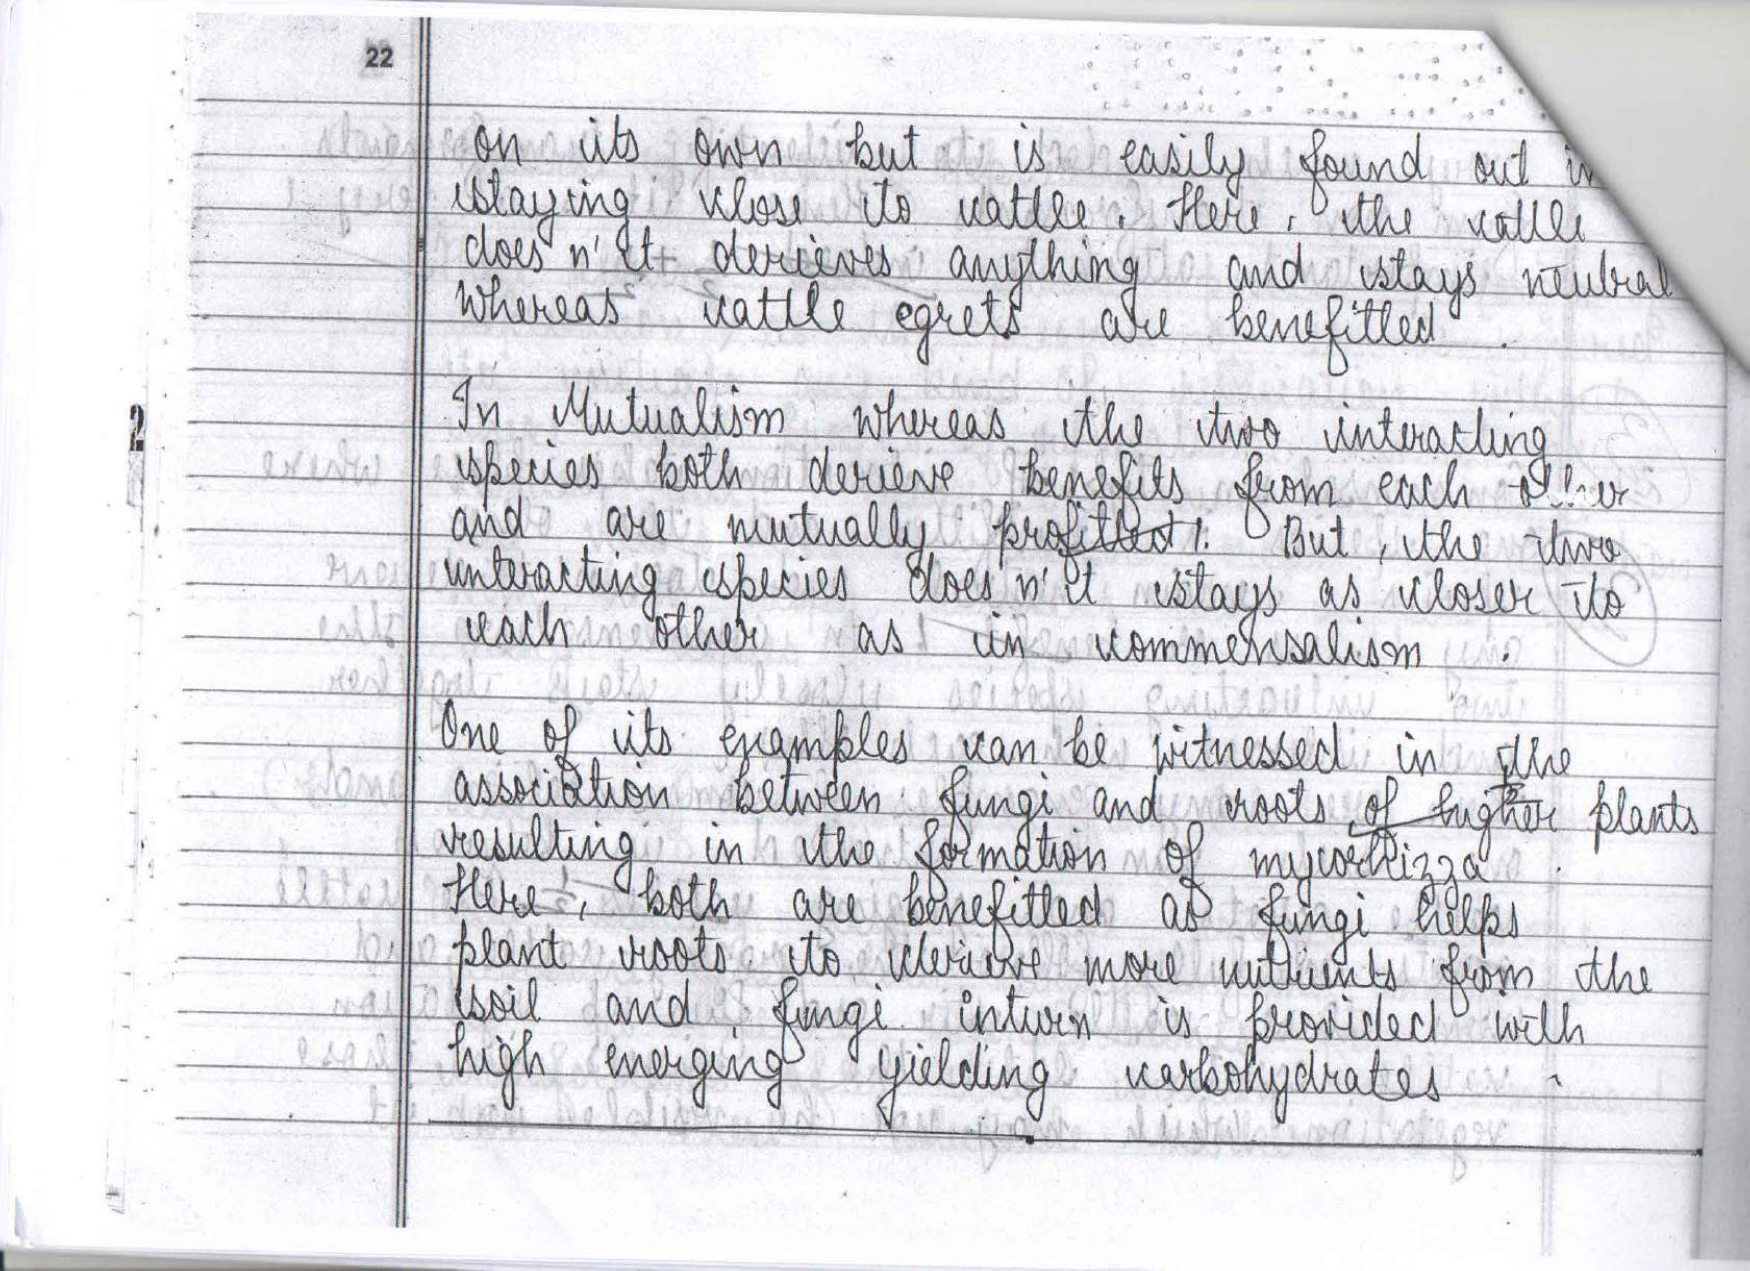 22
on its own but is easily found out in
staying close to cattle. Here, the cattle
does n't derieves anything and stays neutral
whereas cattle egrets are benefitted.
In Mutualism whereas the two interacting
species both derieve benefits from each other
and are mutually profitted. But, the two
interacting species does n't stays as closer to
each other as in commensalism.
One of its examples can be witnessed in the
association between fungi and roots of higher plants
resulting in the formation of mycorhizza.
Here, both are benefitted as fungi helps
plant roots to derieve more nutrients from the
soil and fungi inturn is provided with
high energing yielding carbohydrates.